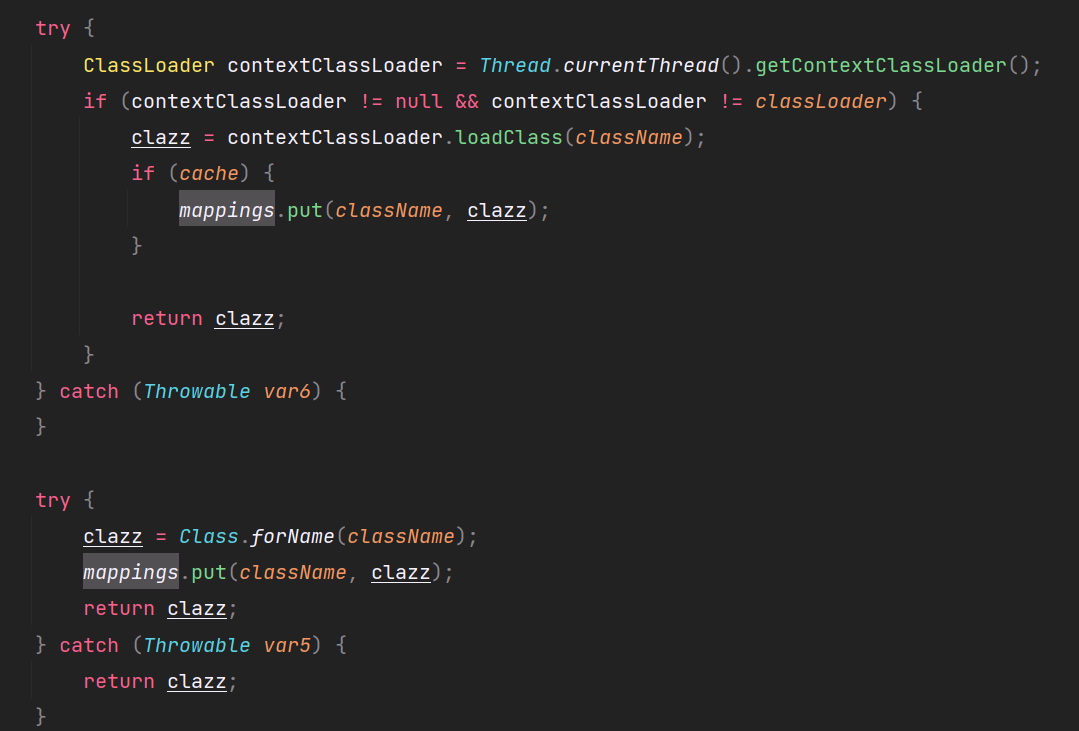 try {
ClassLoader contextClassLoader = Thread.currentThread().getContextClassLoader();
if (contextClassLoader != null && contextClassLoader != classLoader) {
clazz = contextClassLoader.loadClass(className);
if (cache) {
mappings.put(className, clazz);
}
return clazz;
}
} catch (Throwable var6) {
}
try {
clazz = Class.forName(className);
mappings.put(className, clazz);
return clazz;
} catch (Throwable var5) {
return clazz;
}